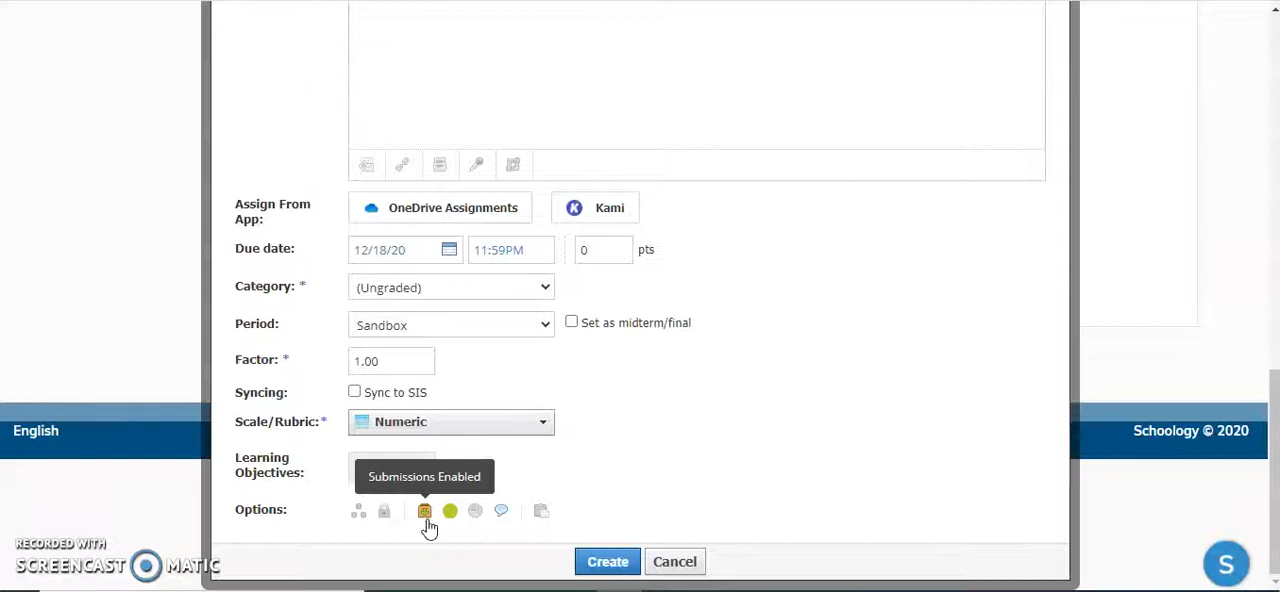 Assign From
App:
OneDrive Assignments
K
Kami
Due date:
12/18/20
11:59PM
0
pts
Category: *
(Ungraded)
Period:
Sandbox
Set as midterm/final
Factor: *
1.00
Syncing:
Sync to SIS
Scale/Rubric:*
Numeric
Learning
Objectives:
Submissions Enabled
Options:
Create
Cancel
English
Schoology © 2020
RECORDED WITH
SCREENCAST MATIC
S